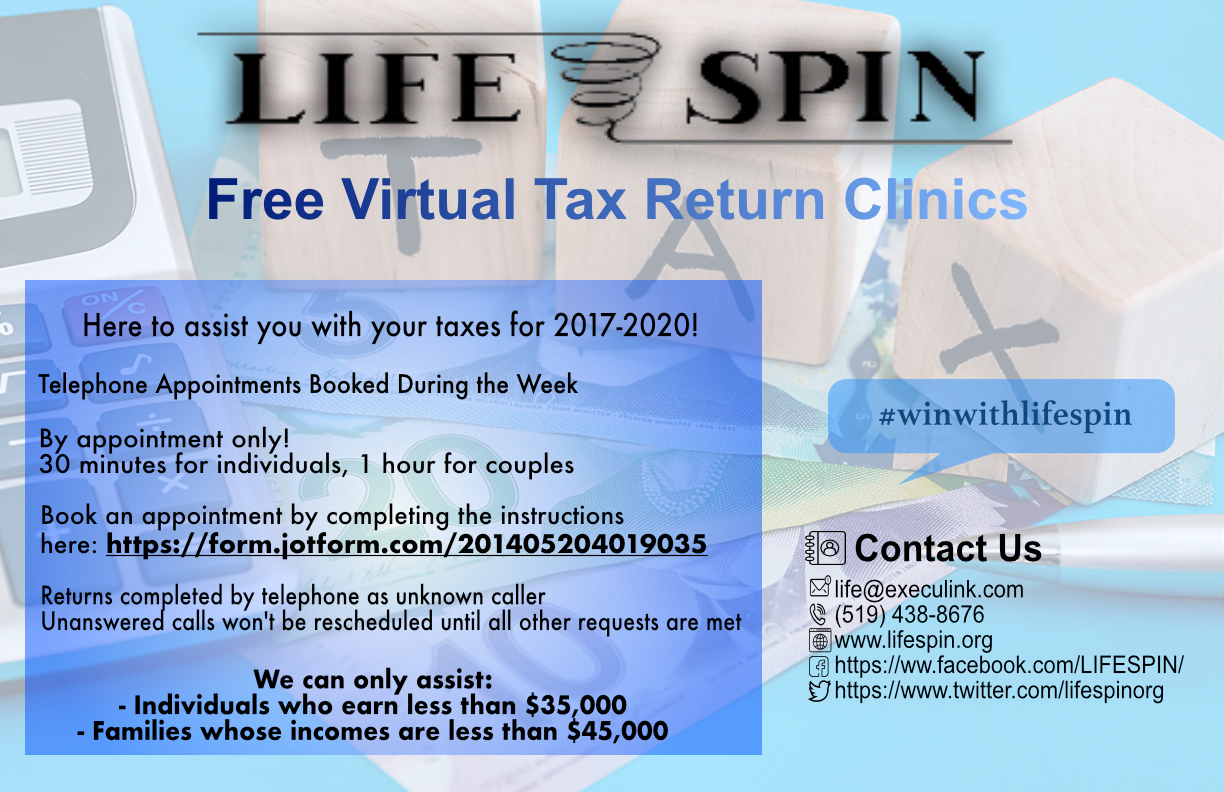 LIFE SPIN
Free Virtual Tax Return Clinics
T A X
ON/C
%
Here to assist you with your taxes for 2017-2020!
Telephone Appointments Booked During the Week
By appointment only!
30 minutes for individuals, 1 hour for couples
Book an appointment by completing the instructions
here: https://form.jotform.com/201405204019035
Returns completed by telephone as unknown caller
Unanswered calls won't be rescheduled until all other requests are met
We can only assist:
- Individuals who earn less than $35,000
- Families whose incomes are less than $45,000
#winwithlifespin
Contact Us
life@execulink.com
(519) 438-8676
www.lifespin.org
https://ww.facebook.com/LIFESPIN/
https://www.twitter.com/lifespinorg
5
20
10